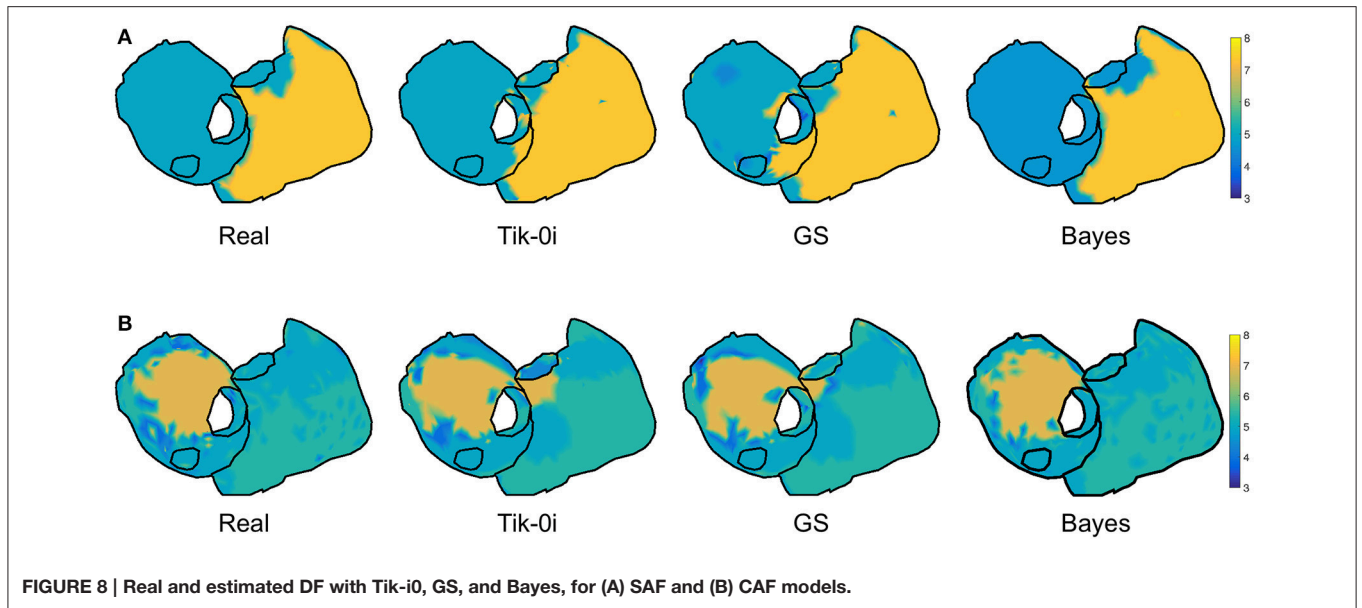 A
8
7
6
5
4
3
Real Tik-0i GS Bayes
B
8
7
6
5
4
3
Real Tik-0i GS Bayes
FIGURE 8 | Real and estimated DF with Tik-i0, GS, and Bayes, for (A) SAF and (B) CAF models.